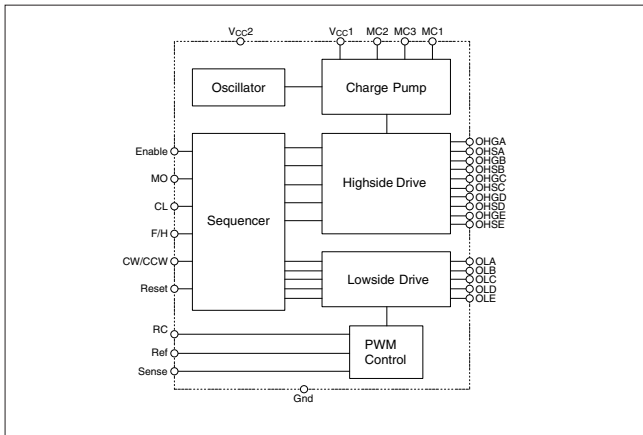 VCC2
VCC1
MC2
MC3
MC1
Oscillator
Charge Pump
Enable
MO
CL
F/H
CW/CCW
Reset
Sequencer
Highside Drive
OHGA
OHSA
OHGB
OHSB
OHGC
OHSC
OHGD
OHSD
OHGE
OHSE
Lowside Drive
OLA
OLB
OLC
OLD
OLE
RC
Ref
Sense
PWM
Control
Gnd